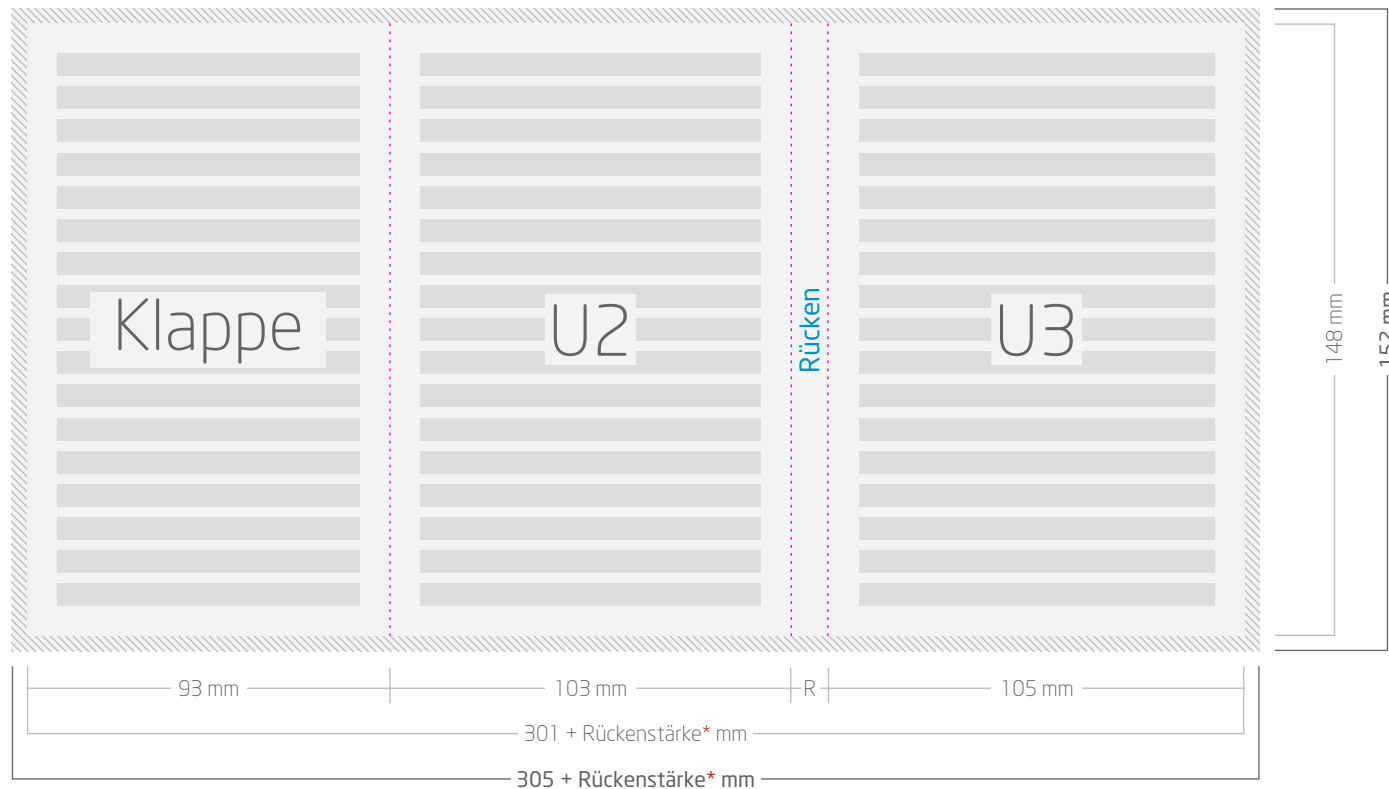 Klappe
U2
Rücken
U3
148 mm
152 mm
93 mm
103 mm
R
105 mm
301 + Rückenstärke* mm
305 + Rückenstärke* mm